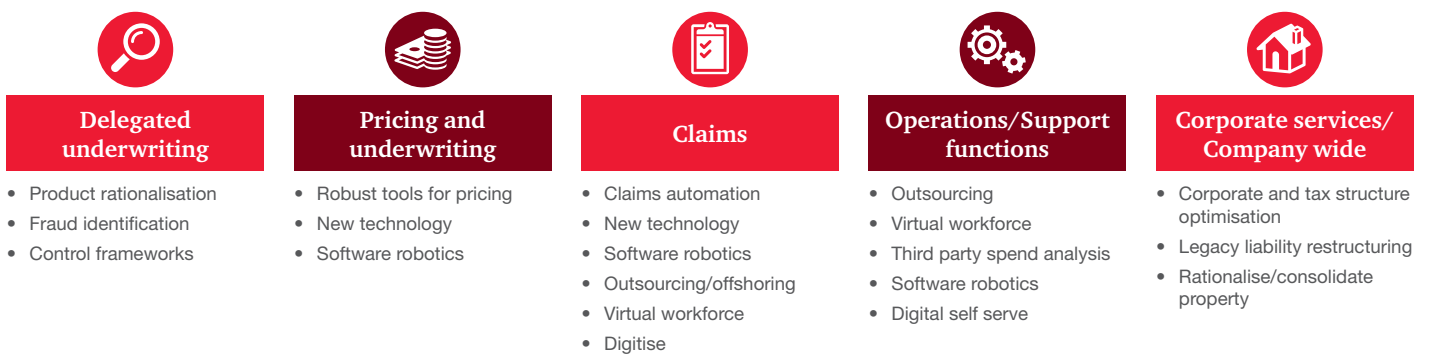 Delegated
underwriting
• Product rationalisation
• Fraud identification
• Control frameworks
Pricing and
underwriting
• Robust tools for pricing
• New technology
• Software robotics
Claims
• Claims automation
• New technology
• Software robotics
• Outsourcing/offshoring
• Virtual workforce
• Digitise
Operations/Support
functions
• Outsourcing
• Virtual workforce
• Third party spend analysis
• Software robotics
• Digital self serve
Corporate services/
Company wide
• Corporate and tax structure
optimisation
• Legacy liability restructuring
• Rationalise/consolidate
property